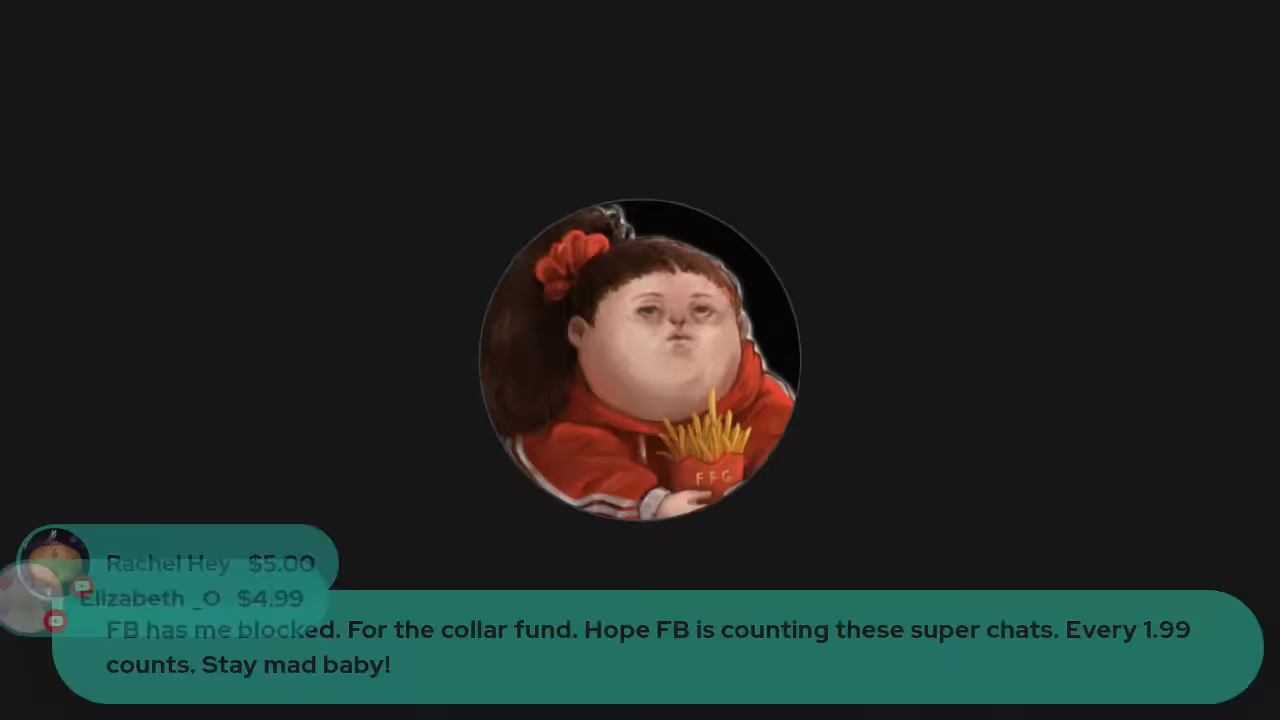 FFG
Rachel Hey $5.00
Elizabeth _O $4.99
FB has me blocked. For the collar fund. Hope FB is counting these super chats. Every 1.99
counts. Stay mad baby!